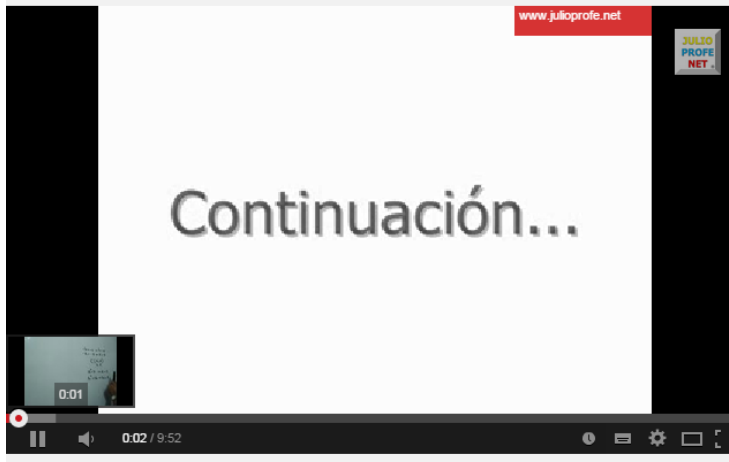 www.julioprofe.net
JULIO
PROFE
NET .
Continuación...
0:01
0:02 / 9:52